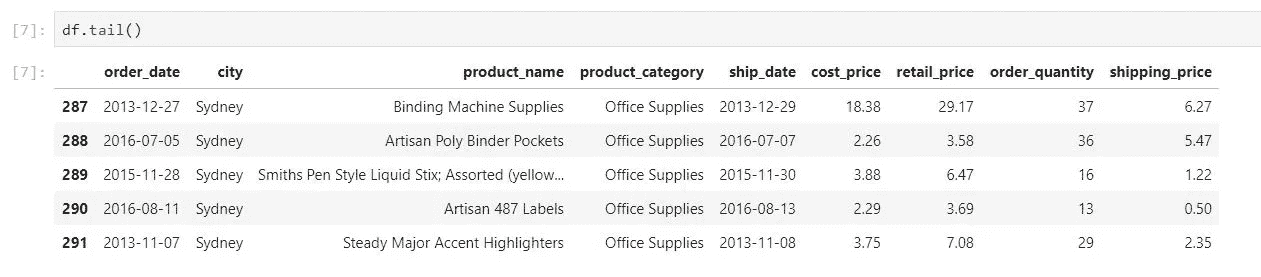 [7]: df.tail()
[7]: order_date city product_name product_category ship_date cost_price retail_price order_quantity shipping_price
287 2013-12-27 Sydney Binding Machine Supplies Office Supplies 2013-12-29 18.38 29.17 37 6.27
288 2016-07-05 Sydney Artisan Poly Binder Pockets Office Supplies 2016-07-07 2.26 3.58 36 5.47
289 2015-11-28 Sydney Smiths Pen Style Liquid Stix; Assorted (yellow... Office Supplies 2015-11-30 3.88 6.47 16 1.22
290 2016-08-11 Sydney Artisan 487 Labels Office Supplies 2016-08-13 2.29 3.69 13 0.50
291 2013-11-07 Sydney Steady Major Accent Highlighters Office Supplies 2013-11-08 3.75 7.08 29 2.35